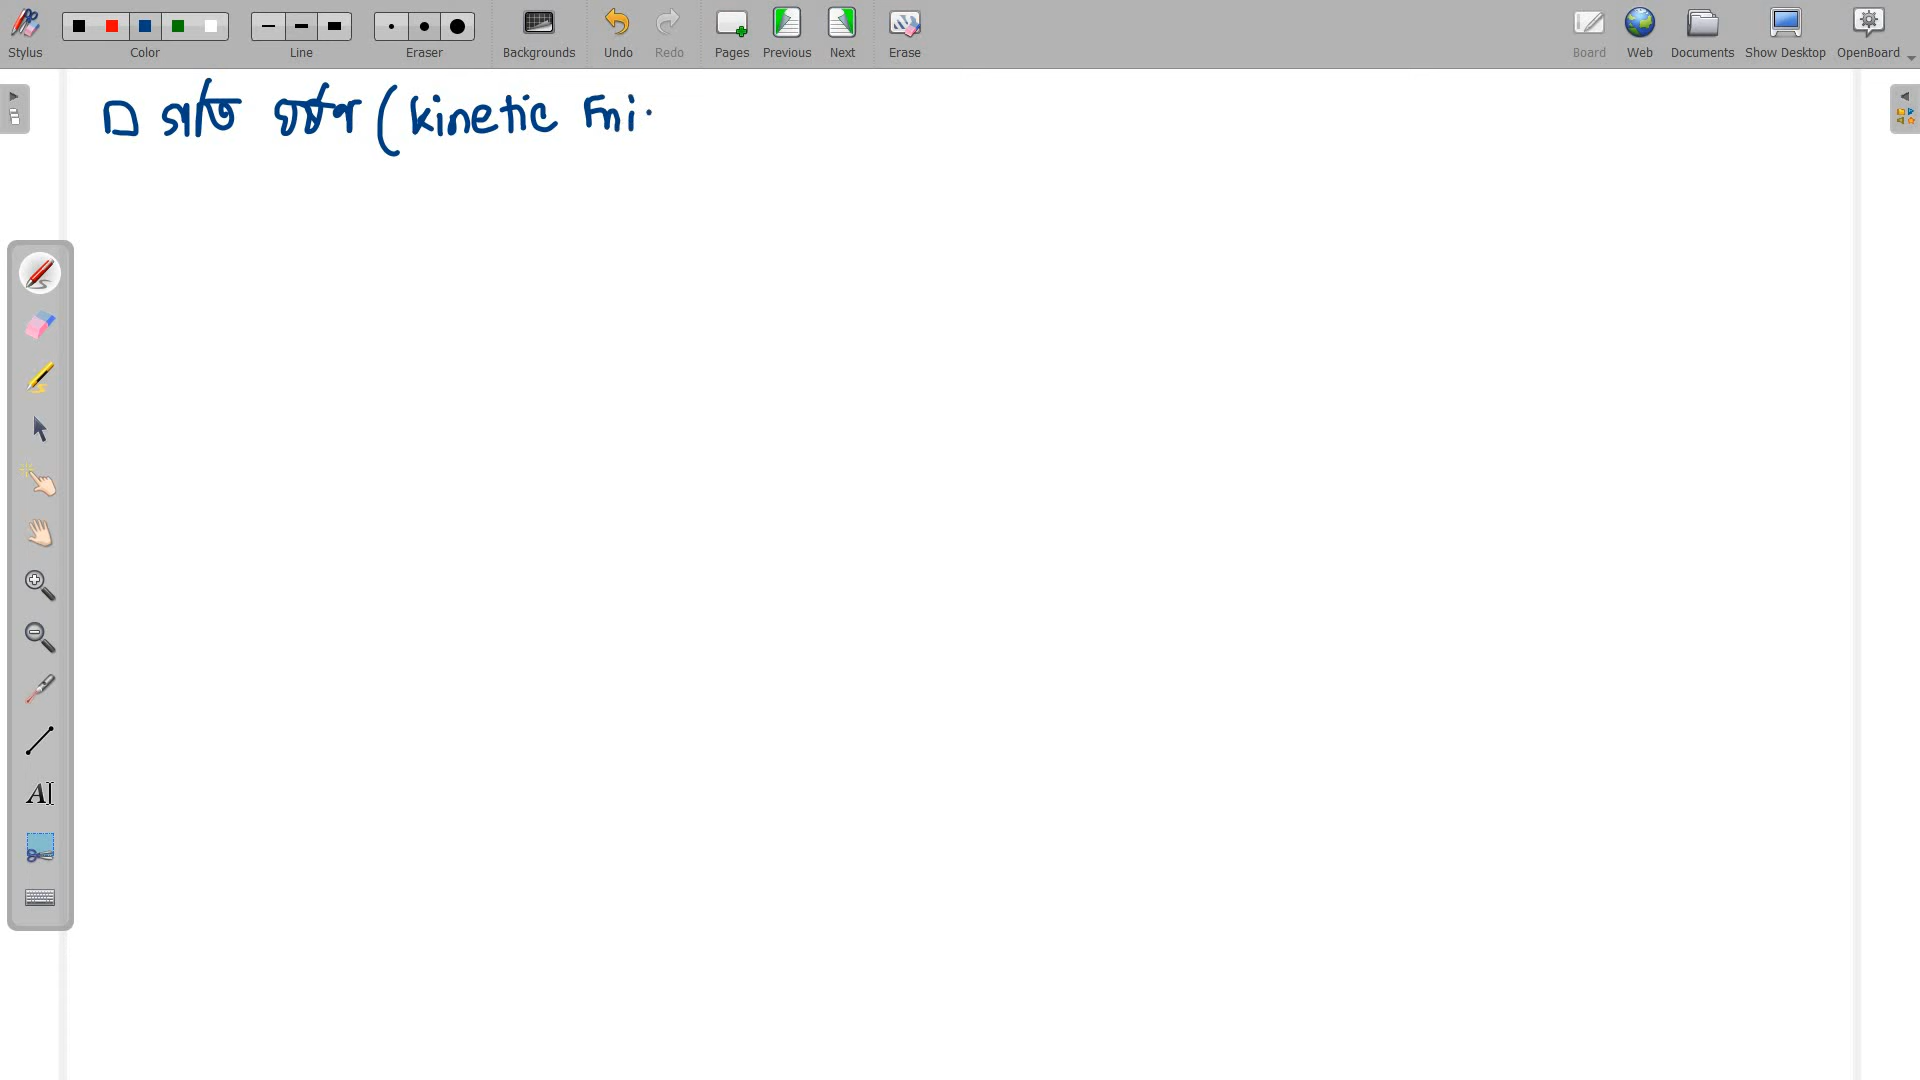 Stylus Color Line Eraser Backgrounds Undo Redo Pages Previous Next Erase Board Web Documents Show Desktop OpenBoard
গতি ঘর্ষণ (kinetic Fri